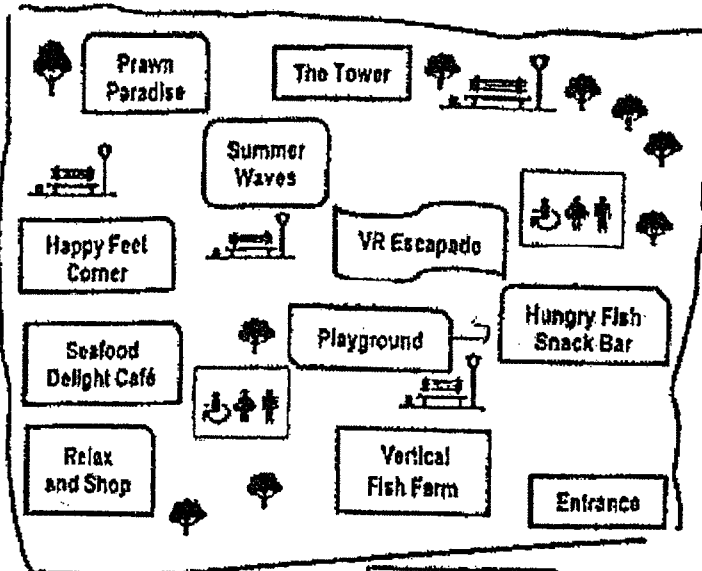 Prawn
Paradise
The Tower
Summer
Waves
Happy Feet
Corner
VR Escapade
Hungry Fish
Snack Bar
Playground
Seafood
Delight Café
Relax
and Shop
Vertical
Fish Farm
Entrance